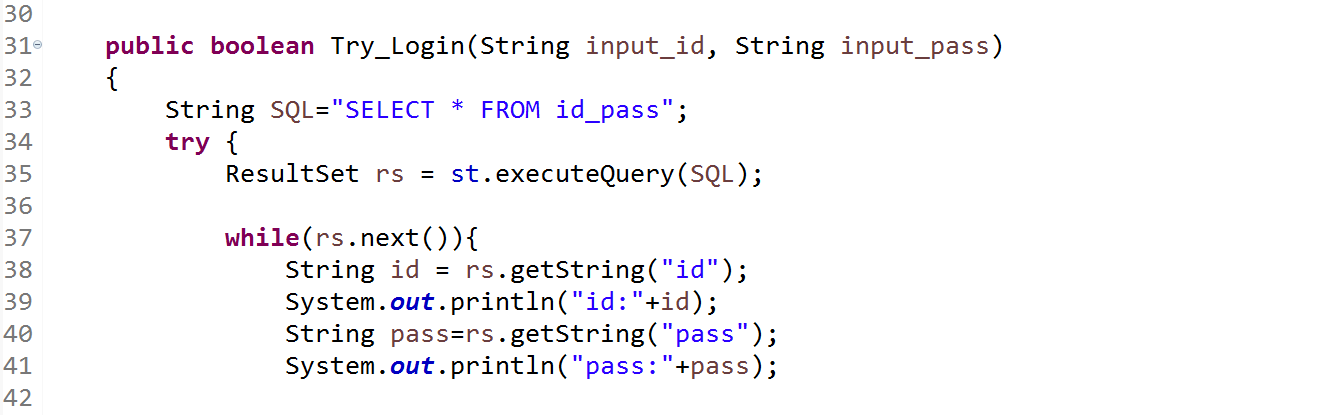 30
31 public boolean Try_Login(String input_id, String input_pass)
32 {
33 String SQL="SELECT * FROM id_pass";
34 try {
35 ResultSet rs = st.executeQuery(SQL);
36
37 while(rs.next()){
38 String id = rs.getString("id");
39 System.out.println("id:"+id);
40 String pass=rs.getString("pass");
41 System.out.println("pass:"+pass);
42